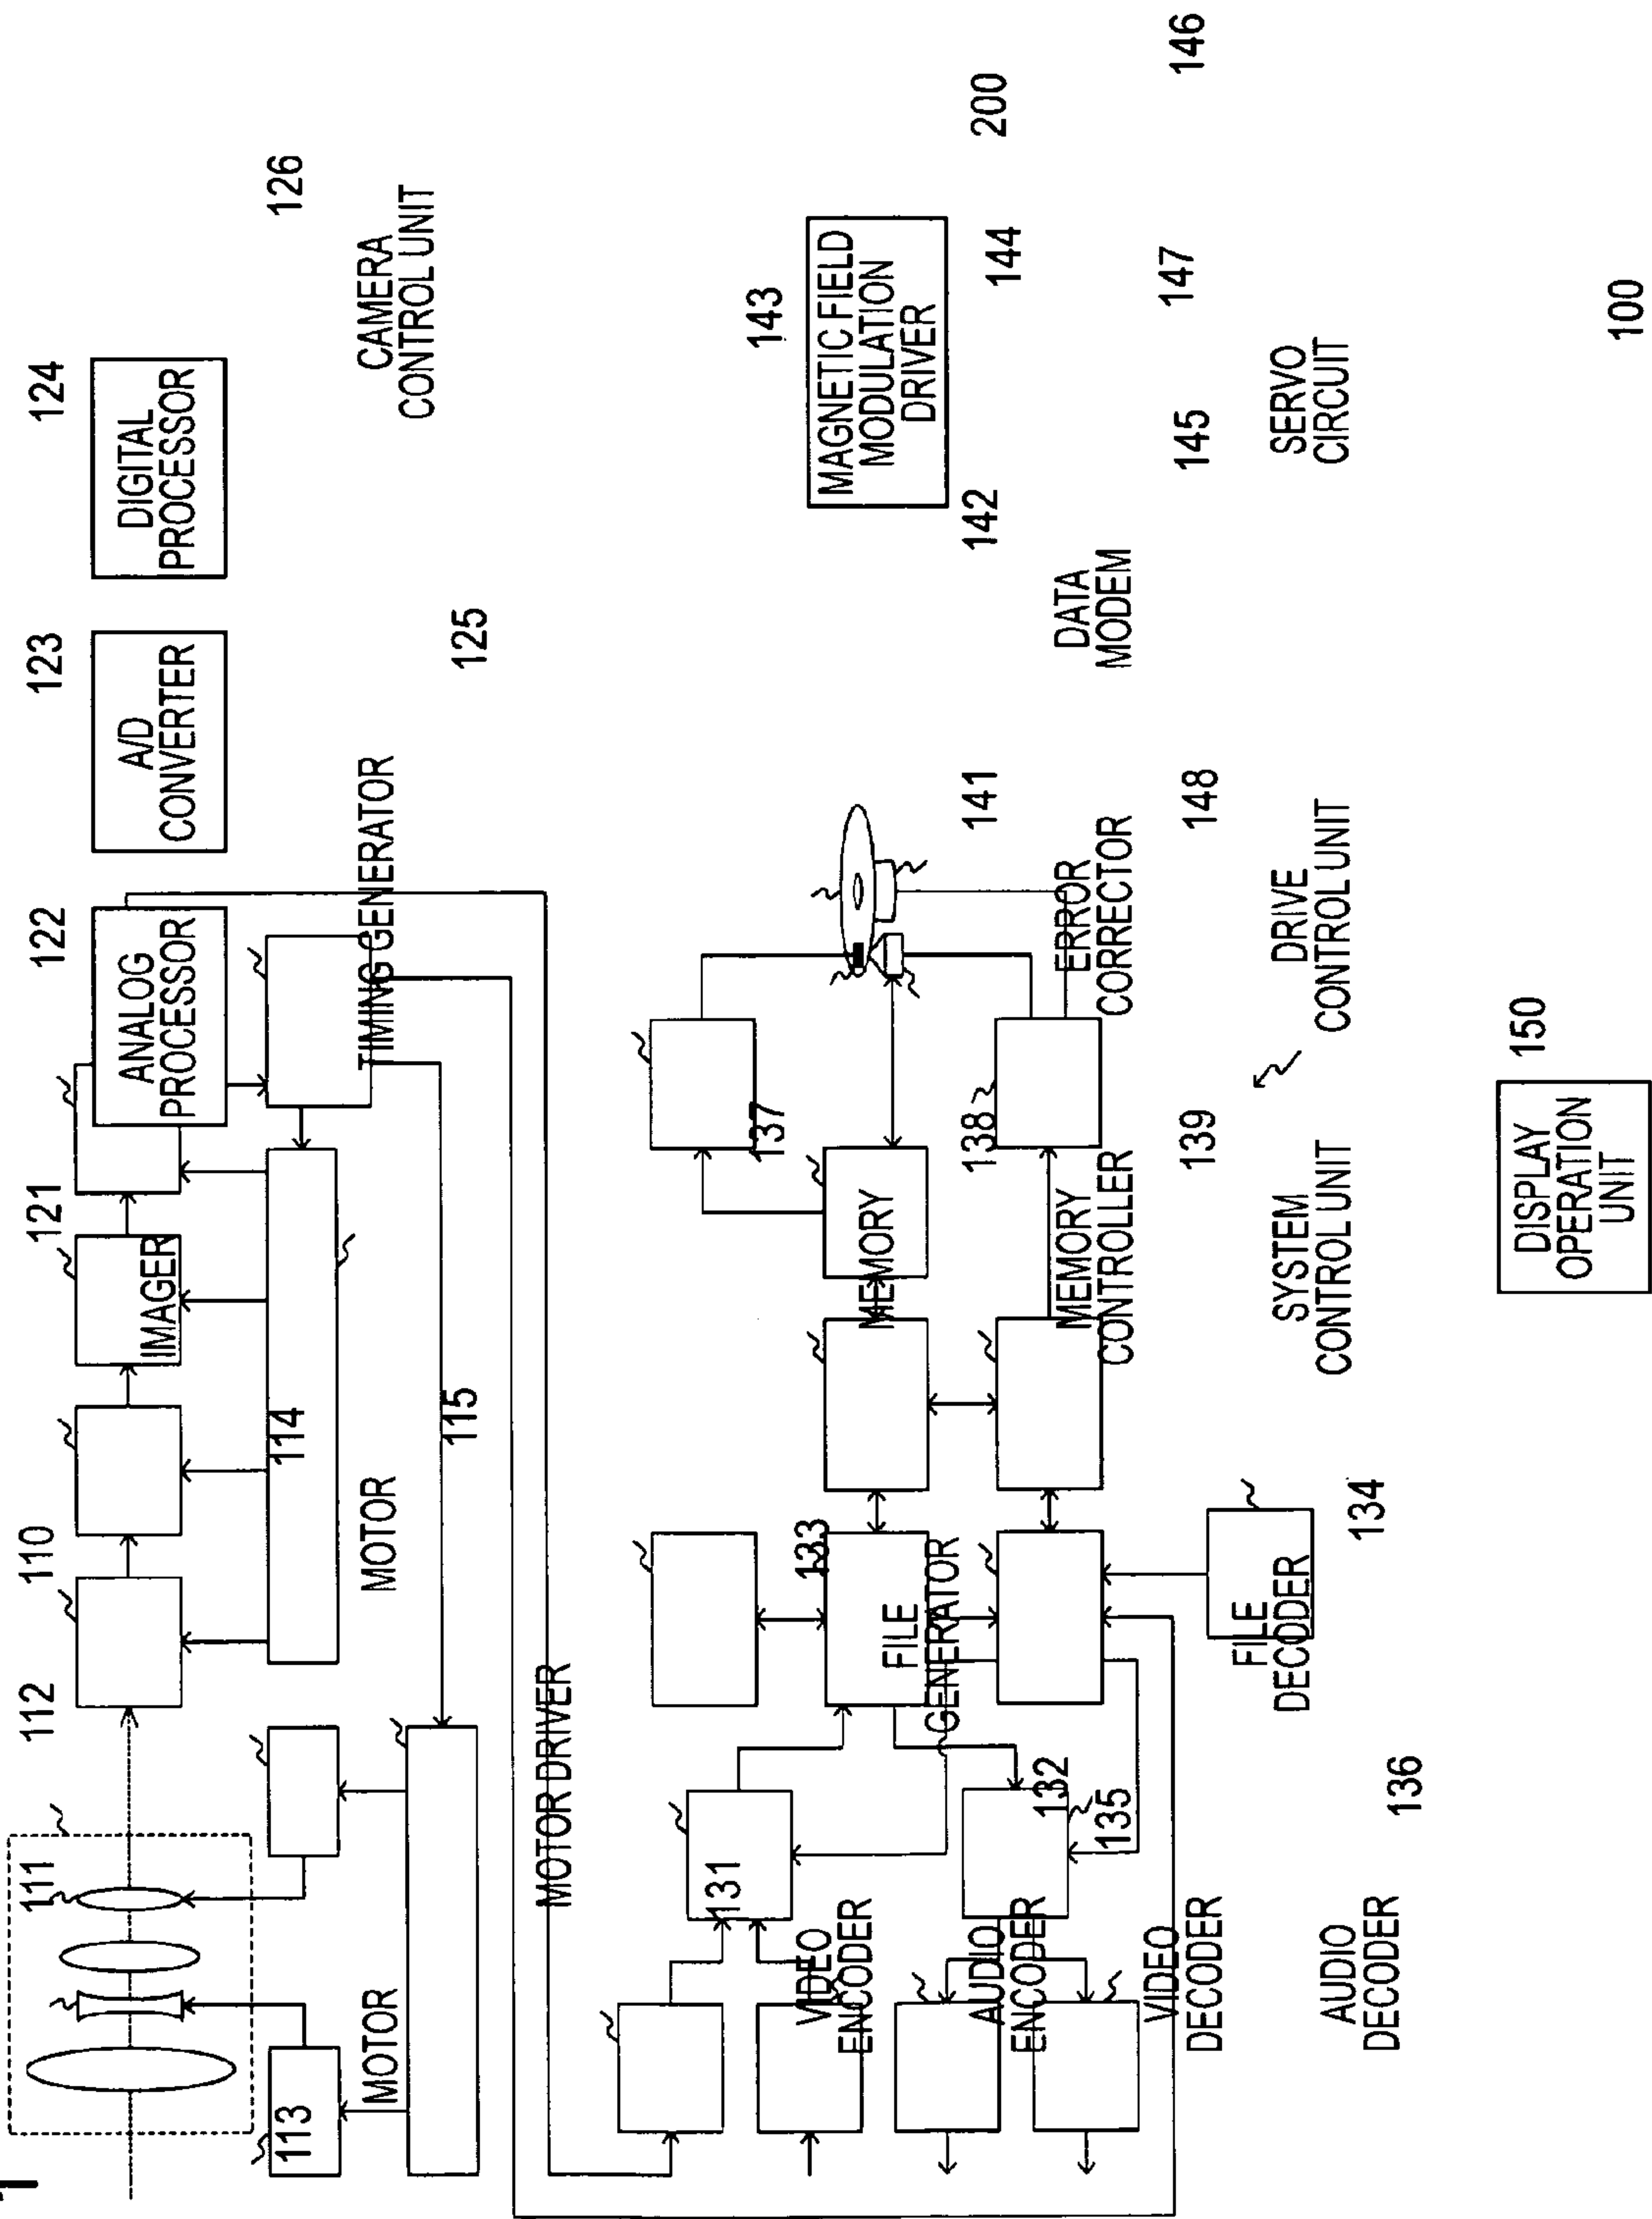 124
DIGITAL
PROCESSOR
123
A/D
CONVERTER
122
ANALOG
PROCESSOR
121
IMAGER
110
112
111
126
CAMERA
CONTROL UNIT
TIMING GENERATOR
125
114
MOTOR
115
113
MOTOR
MOTOR DRIVER
143
MAGNETIC FIELD
MODULATION
DRIVER
200
144
142
DATA
MODEM
141
ERROR
CORRECTOR
137
MEMORY
138
MEMORY
CONTROLLER
133
FILE
GENERATOR
131
VIDEO
ENCODER
132
AUDIO
ENCODER
135
VIDEO
DECODER
136
AUDIO
DECODER
134
FILE
DECODER
146
147
145
SERVO
CIRCUIT
148
DRIVE
CONTROL UNIT
139
SYSTEM
CONTROL UNIT
150
DISPLAY
OPERATION
UNIT
100